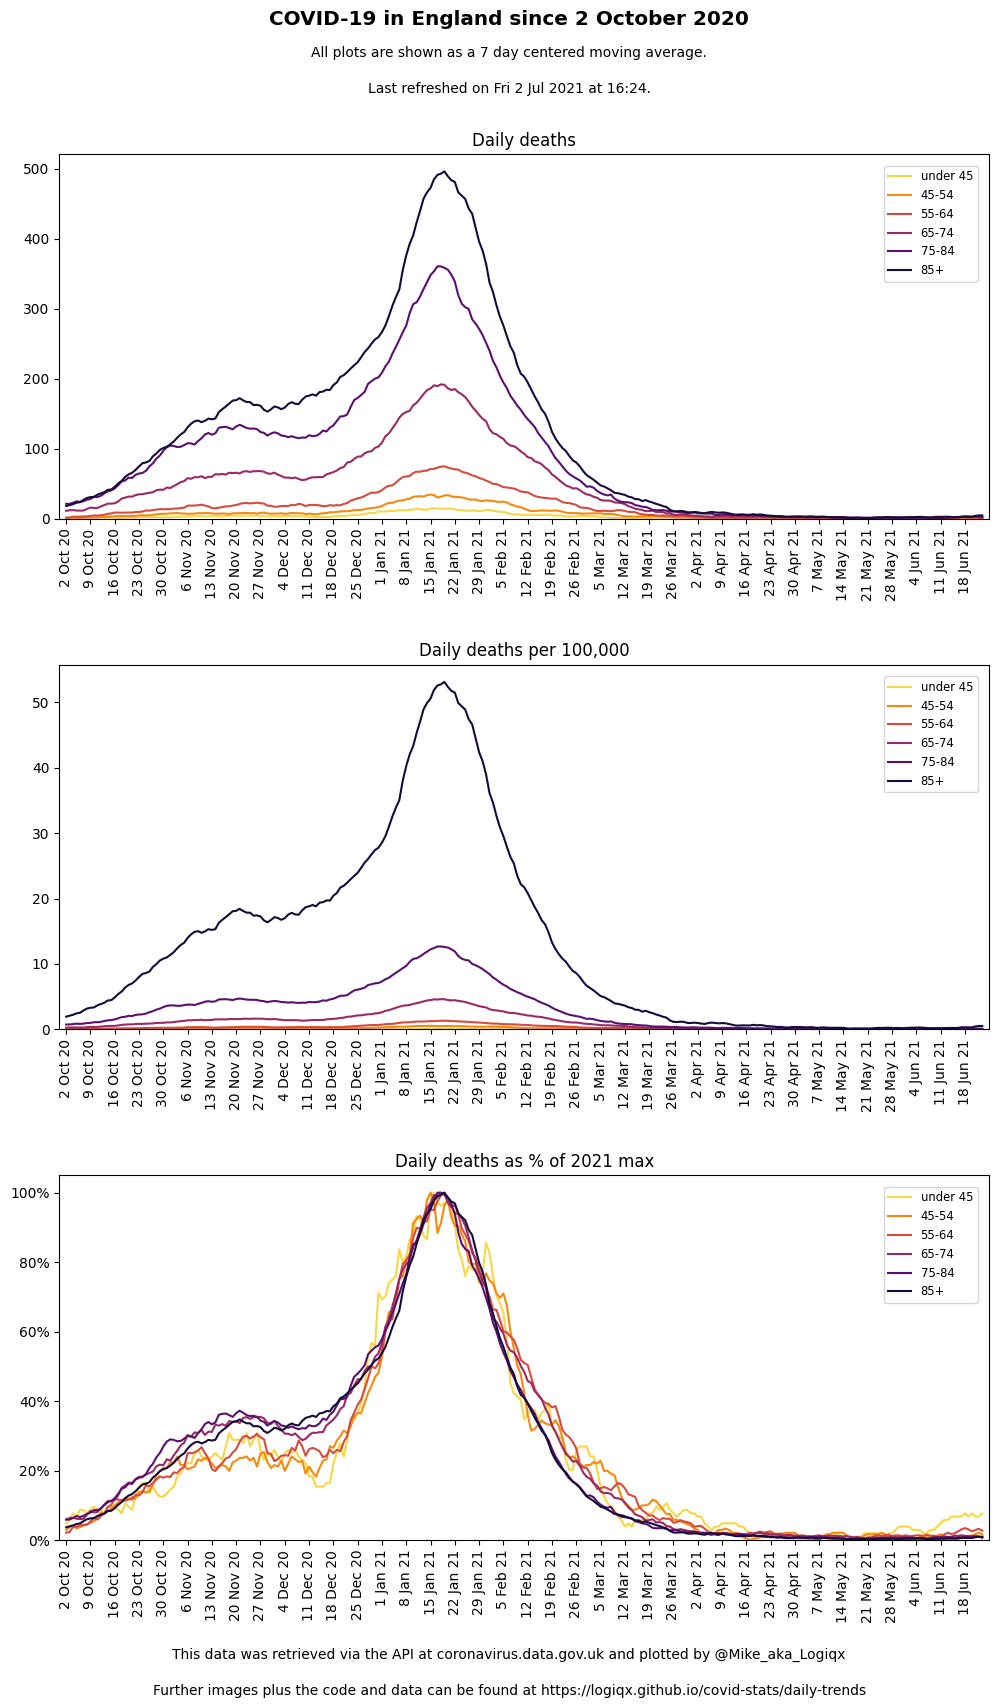 COVID-19 in England since 2 October 2020
All plots are shown as a 7 day centered moving average.
Last refreshed on Fri 2 Jul 2021 at 16:24.
Daily deaths
500
400
300
200
100
0
under 45
45-54
55-64
65-74
75-84
85+
2 Oct 20
9 Oct 20
16 Oct 20
23 Oct 20
30 Oct 20
6 Nov 20
13 Nov 20
20 Nov 20
27 Nov 20
4 Dec 20
11 Dec 20
18 Dec 20
25 Dec 20
1 Jan 21
8 Jan 21
15 Jan 21
22 Jan 21
29 Jan 21
5 Feb 21
12 Feb 21
19 Feb 21
26 Feb 21
5 Mar 21
12 Mar 21
19 Mar 21
26 Mar 21
2 Apr 21
9 Apr 21
16 Apr 21
23 Apr 21
30 Apr 21
7 May 21
14 May 21
21 May 21
28 May 21
4 Jun 21
11 Jun 21
18 Jun 21
Daily deaths per 100,000
50
40
30
20
10
0
under 45
45-54
55-64
65-74
75-84
85+
2 Oct 20
9 Oct 20
16 Oct 20
23 Oct 20
30 Oct 20
6 Nov 20
13 Nov 20
20 Nov 20
27 Nov 20
4 Dec 20
11 Dec 20
18 Dec 20
25 Dec 20
1 Jan 21
8 Jan 21
15 Jan 21
22 Jan 21
29 Jan 21
5 Feb 21
12 Feb 21
19 Feb 21
26 Feb 21
5 Mar 21
12 Mar 21
19 Mar 21
26 Mar 21
2 Apr 21
9 Apr 21
16 Apr 21
23 Apr 21
30 Apr 21
7 May 21
14 May 21
21 May 21
28 May 21
4 Jun 21
11 Jun 21
18 Jun 21
Daily deaths as % of 2021 max
100%
80%
60%
40%
20%
0%
under 45
45-54
55-64
65-74
75-84
85+
2 Oct 20
9 Oct 20
16 Oct 20
23 Oct 20
30 Oct 20
6 Nov 20
13 Nov 20
20 Nov 20
27 Nov 20
4 Dec 20
11 Dec 20
18 Dec 20
25 Dec 20
1 Jan 21
8 Jan 21
15 Jan 21
22 Jan 21
29 Jan 21
5 Feb 21
12 Feb 21
19 Feb 21
26 Feb 21
5 Mar 21
12 Mar 21
19 Mar 21
26 Mar 21
2 Apr 21
9 Apr 21
16 Apr 21
23 Apr 21
30 Apr 21
7 May 21
14 May 21
21 May 21
28 May 21
4 Jun 21
11 Jun 21
18 Jun 21
This data was retrieved via the API at coronavirus.data.gov.uk and plotted by @Mike_aka_Logiqx
Further images plus the code and data can be found at https://logiqx.github.io/covid-stats/daily-trends